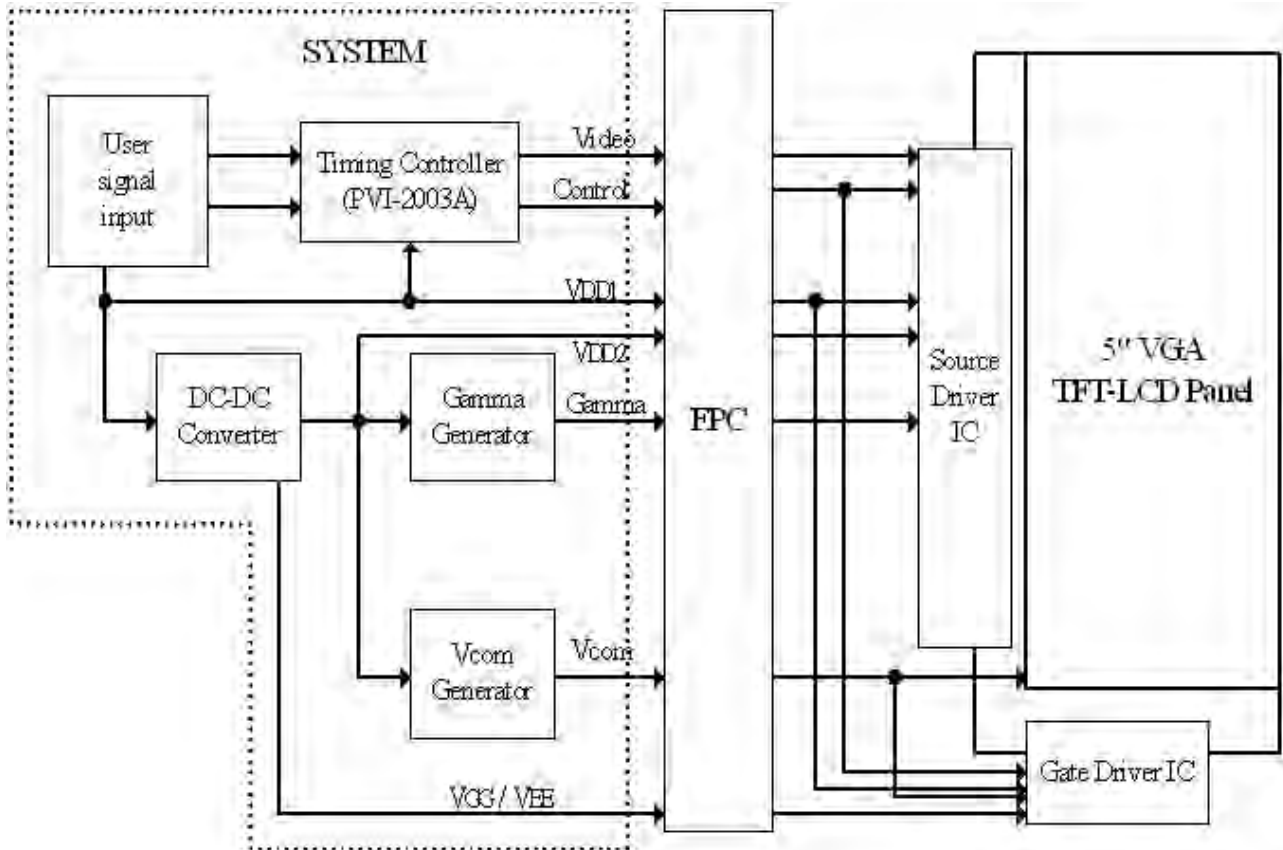 SYSTEM
User
signal
input
Timing Controller
(PVI-2003A)
Video
Control
VDD1
VDD2
DC-DC
Converter
Gamma
Generator
Gamma
FPC
Source
Driver
IC
5" VGA
TFT-LCD Panel
Vcom
Generator
Vcom
VGG / VEE
Gate Driver IC